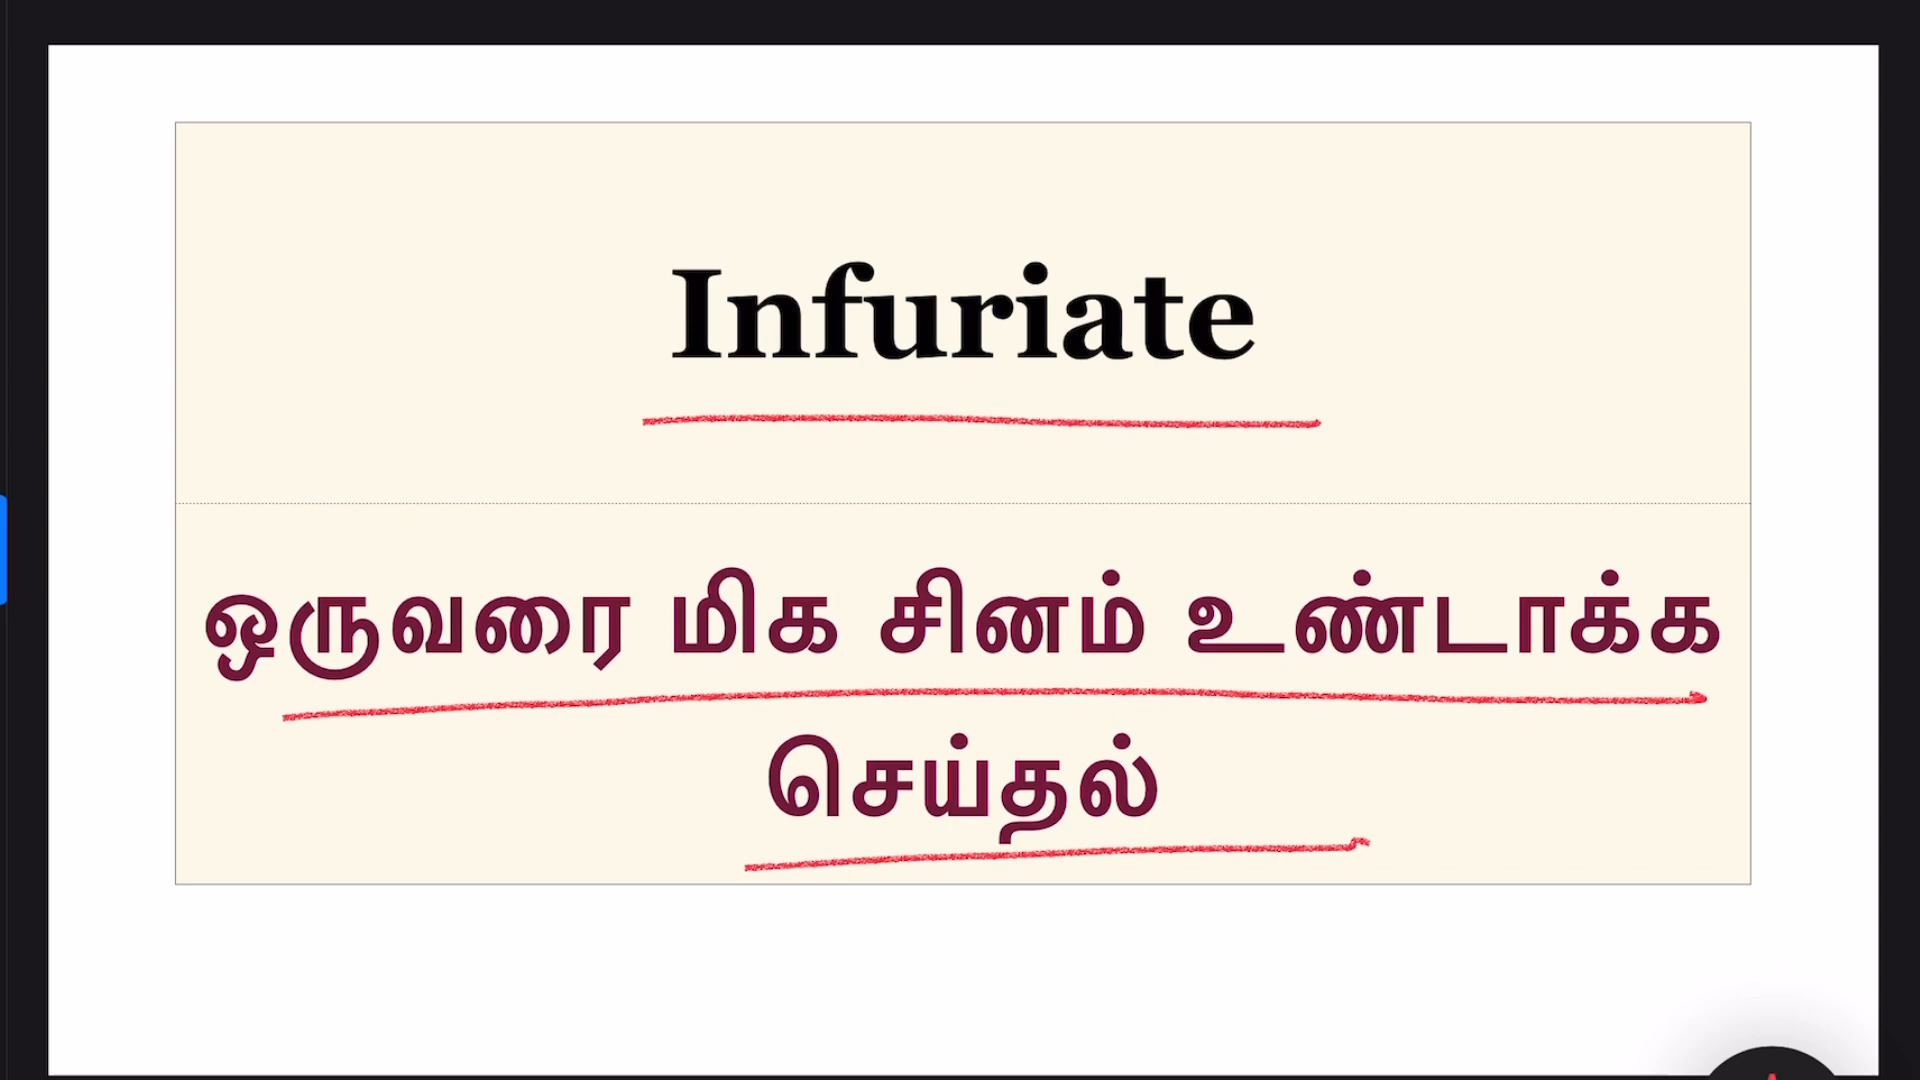 Infuriate
ஒருவரை மிக சினம் உண்டாக்க
செய்தல்